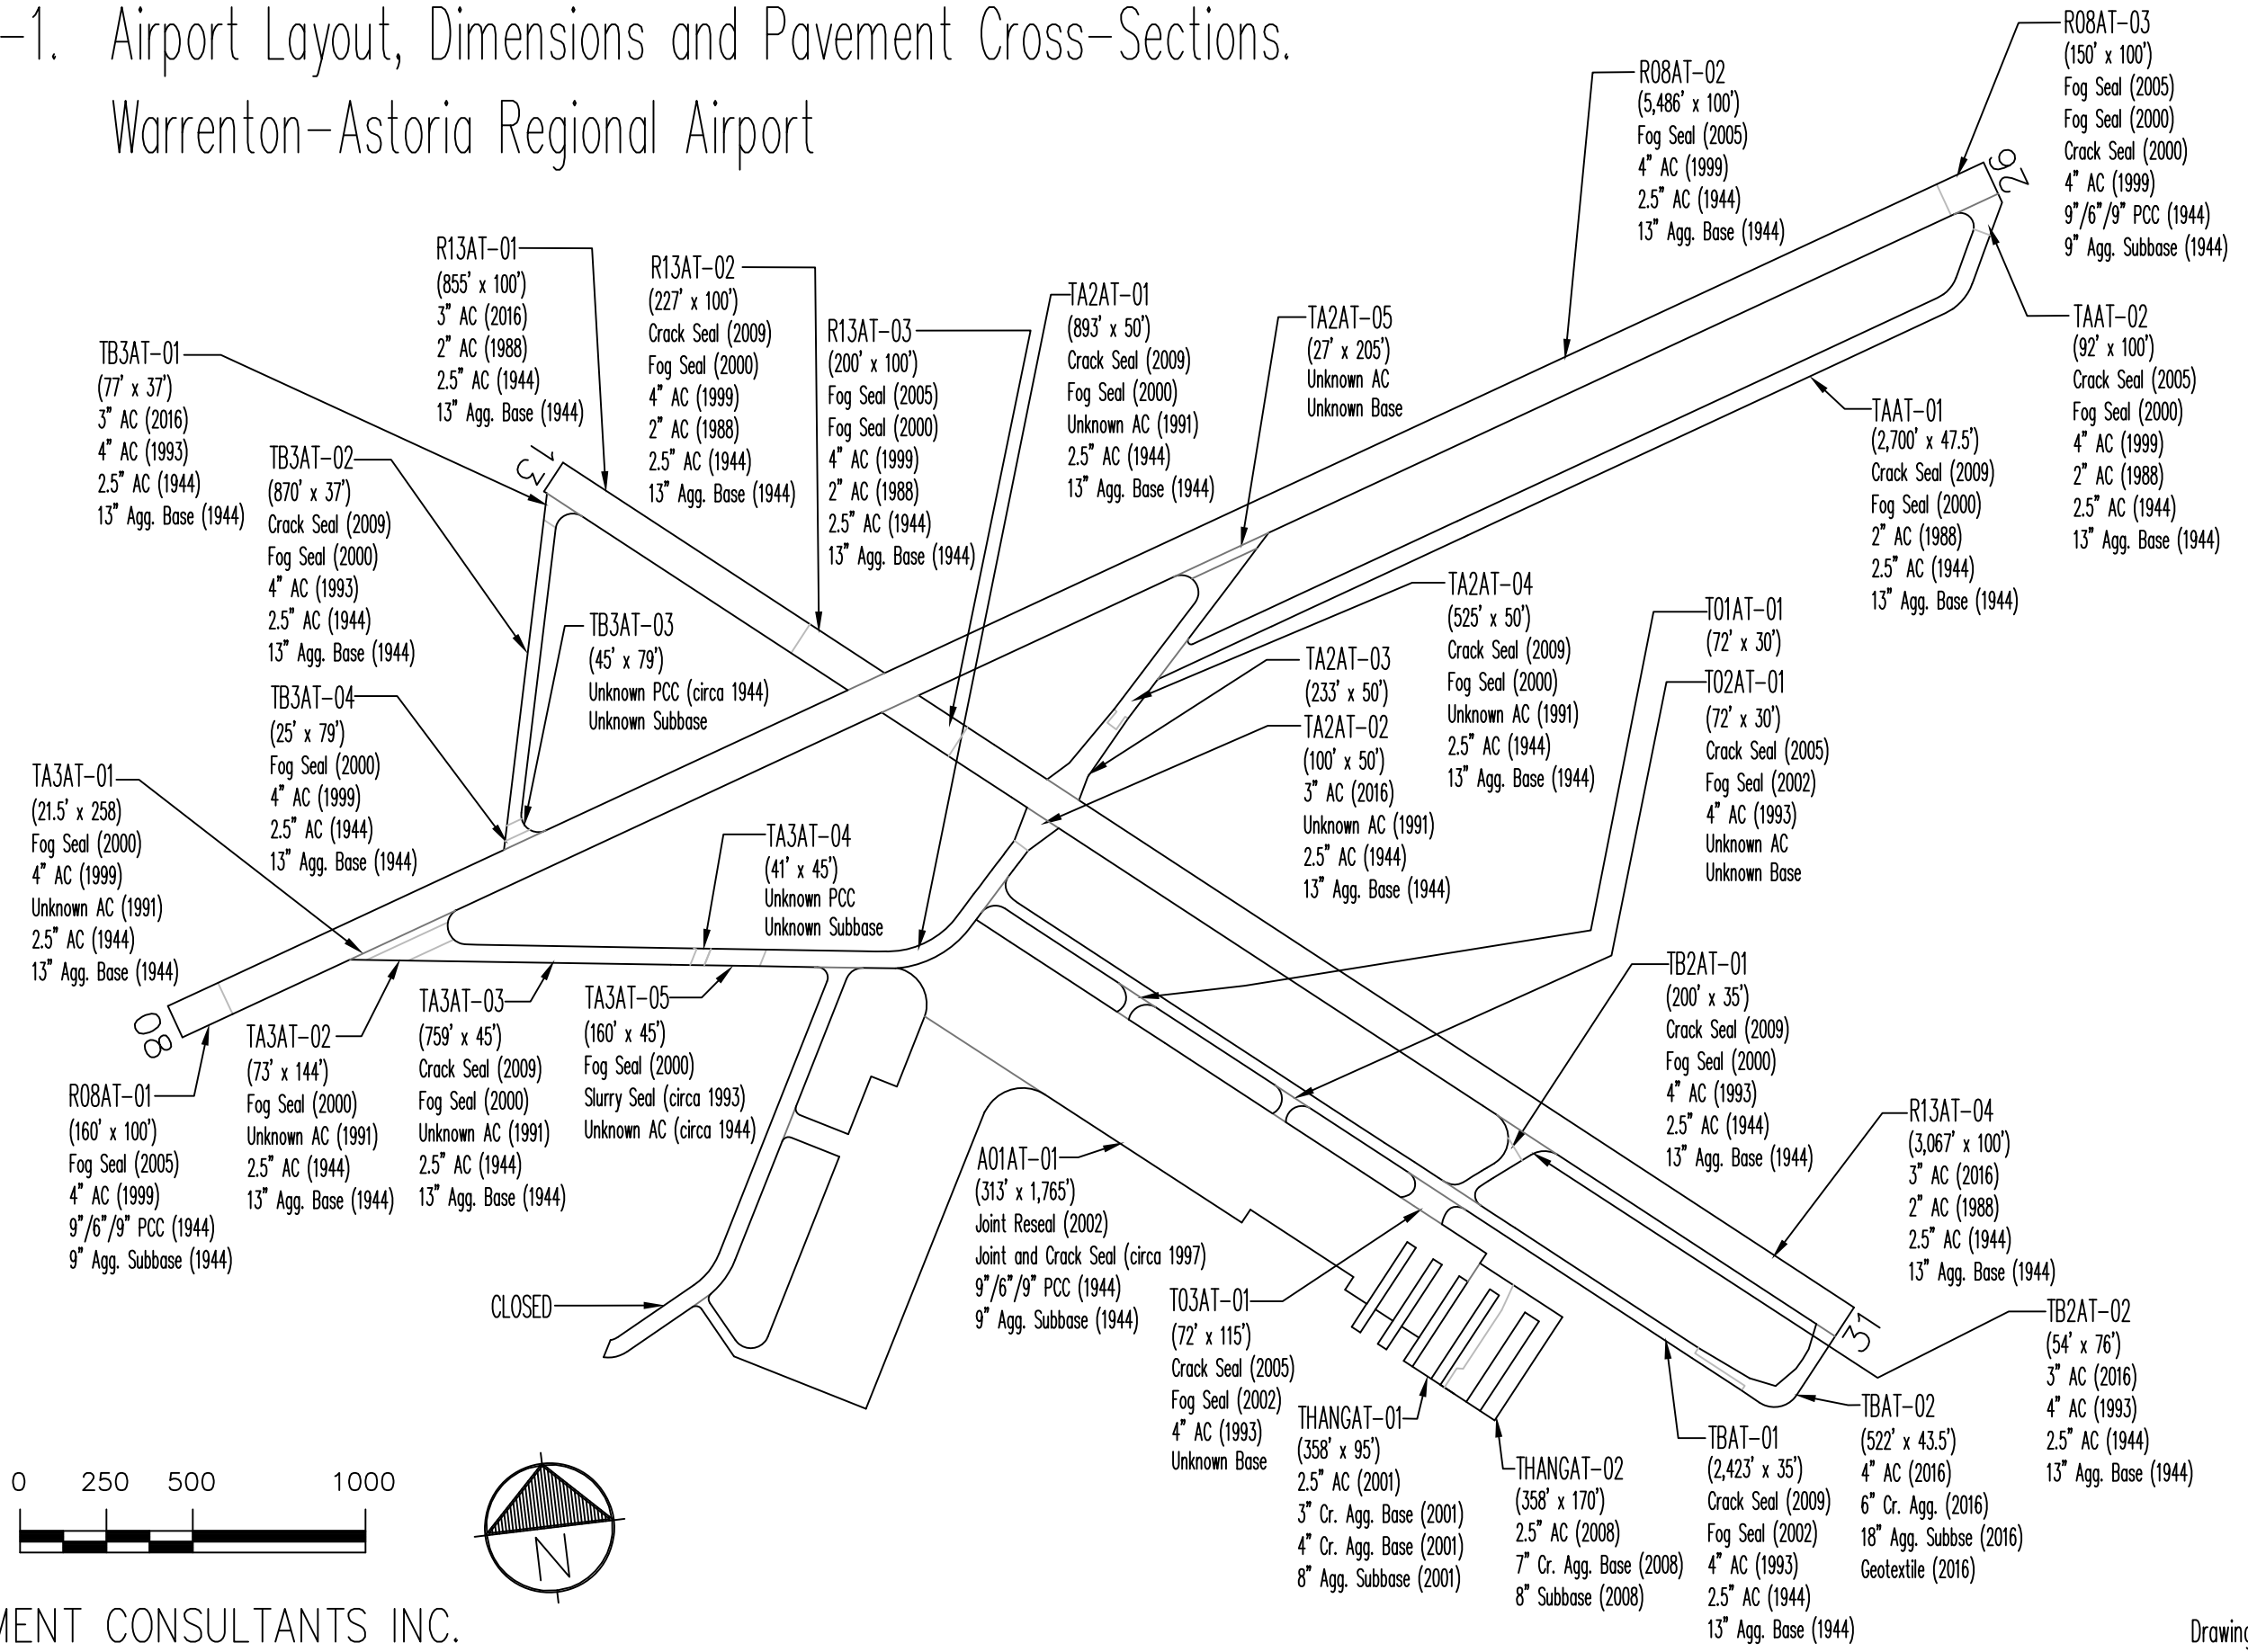 -1. Airport Layout, Dimensions and Pavement Cross-Sections.
Warrenton-Astoria Regional Airport
R08AT-03
(150' x 100')
Fog Seal (2005)
Fog Seal (2000)
Crack Seal (2000)
4" AC (1999)
9"/6"/9" PCC (1944)
9" Agg. Subbase (1944)
R08AT-02
(5,486' x 100')
Fog Seal (2005)
4" AC (1999)
2.5" AC (1944)
13" Agg. Base (1944)
26
R13AT-01
(855' x 100')
3" AC (2016)
2" AC (1988)
2.5" AC (1944)
13" Agg. Base (1944)
R13AT-02
(227' x 100')
Crack Seal (2009)
Fog Seal (2000)
4" AC (1999)
2" AC (1988)
2.5" AC (1944)
13" Agg. Base (1944)
R13AT-03
(200' x 100')
Fog Seal (2005)
Fog Seal (2000)
4" AC (1999)
2" AC (1988)
2.5" AC (1944)
13" Agg. Base (1944)
TA2AT-01
(893' x 50')
Crack Seal (2009)
Fog Seal (2000)
Unknown AC (1991)
2.5" AC (1944)
13" Agg. Base (1944)
TA2AT-05
(27' x 205')
Unknown AC
Unknown Base
TAAT-02
(92' x 100')
Crack Seal (2005)
Fog Seal (2000)
4" AC (1999)
2" AC (1988)
2.5" AC (1944)
13" Agg. Base (1944)
TAAT-01
(2,700' x 47.5')
Crack Seal (2009)
Fog Seal (2000)
2" AC (1988)
2.5" AC (1944)
13" Agg. Base (1944)
TB3AT-01
(77' x 37')
3" AC (2016)
4" AC (1993)
2.5" AC (1944)
13" Agg. Base (1944)
13
TB3AT-02
(870' x 37')
Crack Seal (2009)
Fog Seal (2000)
4" AC (1993)
2.5" AC (1944)
13" Agg. Base (1944)
TB3AT-03
(45' x 79')
Unknown PCC (circa 1944)
Unknown Subbase
TB3AT-04
(25' x 79')
Fog Seal (2000)
4" AC (1999)
2.5" AC (1944)
13" Agg. Base (1944)
TA2AT-04
(525' x 50')
Crack Seal (2009)
Fog Seal (2000)
Unknown AC (1991)
2.5" AC (1944)
13" Agg. Base (1944)
TA2AT-03
(233' x 50')
TA2AT-02
(100' x 50')
3" AC (2016)
Unknown AC (1991)
2.5" AC (1944)
13" Agg. Base (1944)
T01AT-01
(72' x 30')
T02AT-01
(72' x 30')
Crack Seal (2005)
Fog Seal (2002)
4" AC (1993)
Unknown AC
Unknown Base
TA3AT-01
(21.5' x 258)
Fog Seal (2000)
4" AC (1999)
Unknown AC (1991)
2.5" AC (1944)
13" Agg. Base (1944)
TA3AT-04
(41' x 45')
Unknown PCC
Unknown Subbase
08
R08AT-01
(160' x 100')
Fog Seal (2005)
4" AC (1999)
9"/6"/9" PCC (1944)
9" Agg. Subbase (1944)
TA3AT-02
(73' x 144')
Fog Seal (2000)
Unknown AC (1991)
2.5" AC (1944)
13" Agg. Base (1944)
TA3AT-03
(759' x 45')
Crack Seal (2009)
Fog Seal (2000)
Unknown AC (1991)
2.5" AC (1944)
13" Agg. Base (1944)
TA3AT-05
(160' x 45')
Fog Seal (2000)
Slurry Seal (circa 1993)
Unknown AC (circa 1944)
TB2AT-01
(200' x 35')
Crack Seal (2009)
Fog Seal (2000)
4" AC (1993)
2.5" AC (1944)
13" Agg. Base (1944)
R13AT-04
(3,067' x 100')
3" AC (2016)
2" AC (1988)
2.5" AC (1944)
13" Agg. Base (1944)
A01AT-01
(313' x 1,765')
Joint Reseal (2002)
Joint and Crack Seal (circa 1997)
9"/6"/9" PCC (1944)
9" Agg. Subbase (1944)
CLOSED
T03AT-01
(72' x 115')
Crack Seal (2005)
Fog Seal (2002)
4" AC (1993)
Unknown Base
31
TB2AT-02
(54' x 76')
3" AC (2016)
4" AC (1993)
2.5" AC (1944)
13" Agg. Base (1944)
THANGAT-01
(358' x 95')
2.5" AC (2001)
3" Cr. Agg. Base (2001)
4" Cr. Agg. Base (2001)
8" Agg. Subbase (2001)
THANGAT-02
(358' x 170')
2.5" AC (2008)
7" Cr. Agg. Base (2008)
8" Subbase (2008)
TBAT-01
(2,423' x 35')
Crack Seal (2009)
Fog Seal (2002)
4" AC (1993)
2.5" AC (1944)
13" Agg. Base (1944)
TBAT-02
(522' x 43.5')
4" AC (2016)
6" Cr. Agg. (2016)
18" Agg. Subbse (2016)
Geotextile (2016)
0 250 500 1000
N
MENT CONSULTANTS INC.
Drawing